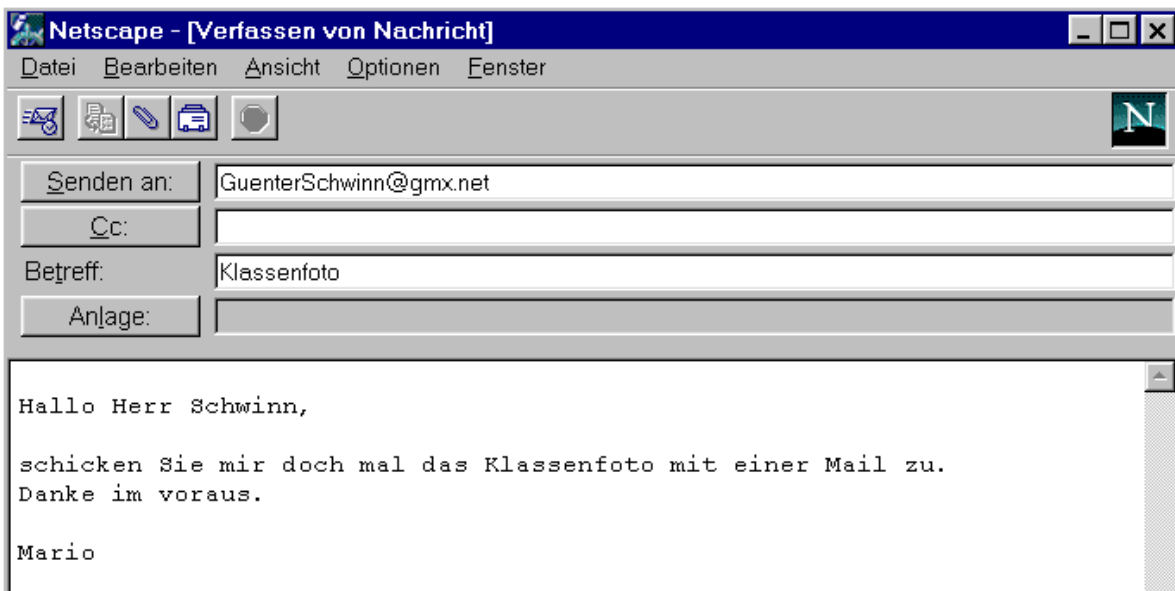 Netscape - [Verfassen von Nachricht]
Datei Bearbeiten Ansicht Optionen Fenster
N
Senden an: GuenterSchwinn@gmx.net
Cc:
Betreff: Klassenfoto
Anlage:
Hallo Herr Schwinn,
schicken Sie mir doch mal das Klassenfoto mit einer Mail zu.
Danke im voraus.
Mario